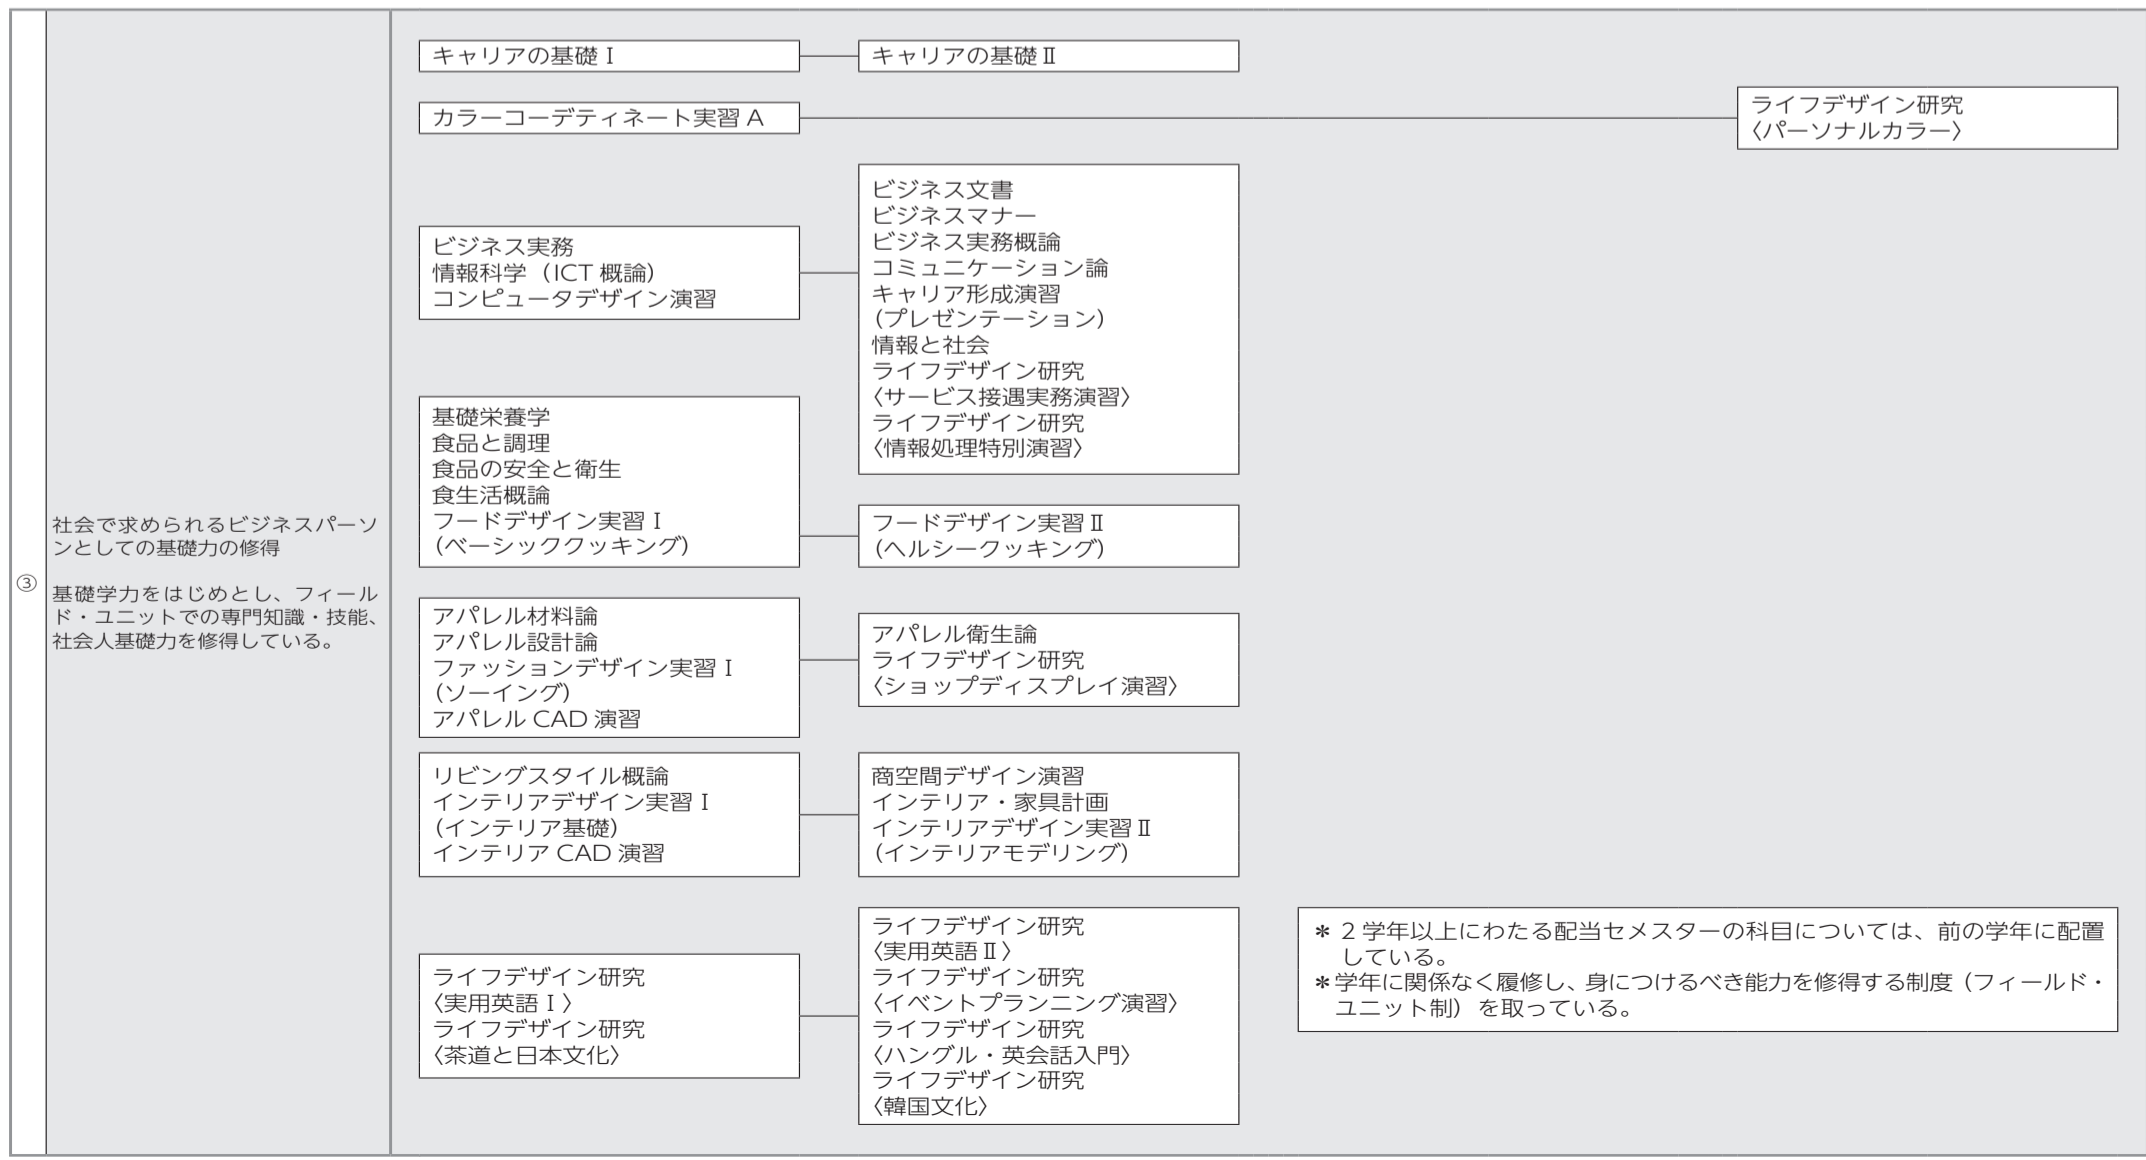 ③
社会で求められるビジネスパーソ
ンとしての基礎力の修得
基礎学力をはじめとし、フィール
ド・ユニットでの専門知識・技能、
社会人基礎力を修得している。
キャリアの基礎Ⅰ
キャリアの基礎Ⅱ
カラーコーデティネート実習 A
ライフデザイン研究
〈パーソナルカラー〉
ビジネス実務
情報科学（ICT 概論）
コンピュータデザイン演習
ビジネス文書
ビジネスマナー
ビジネス実務概論
コミュニケーション論
キャリア形成演習
（プレゼンテーション）
情報と社会
ライフデザイン研究
〈サービス接遇実務演習〉
ライフデザイン研究
〈情報処理特別演習〉
基礎栄養学
食品と調理
食品の安全と衛生
食生活概論
フードデザイン実習Ⅰ
（ベーシッククッキング）
フードデザイン実習Ⅱ
（ヘルシークッキング）
アパレル材料論
アパレル設計論
ファッションデザイン実習Ⅰ
（ソーイング）
アパレル CAD 演習
アパレル衛生論
ライフデザイン研究
〈ショップディスプレイ演習〉
リビングスタイル概論
インテリアデザイン実習Ⅰ
（インテリア基礎）
インテリア CAD 演習
商空間デザイン演習
インテリア・家具計画
インテリアデザイン実習Ⅱ
（インテリアモデリング）
ライフデザイン研究
〈実用英語Ⅰ〉
ライフデザイン研究
〈茶道と日本文化〉
ライフデザイン研究
〈実用英語Ⅱ〉
ライフデザイン研究
〈イベントプランニング演習〉
ライフデザイン研究
〈ハングル・英会話入門〉
ライフデザイン研究
〈韓国文化〉
＊ 2 学年以上にわたる配当セメスターの科目については、前の学年に配置
している。
＊学年に関係なく履修し、身につけるべき能力を修得する制度（フィールド・
ユニット制）を取っている。